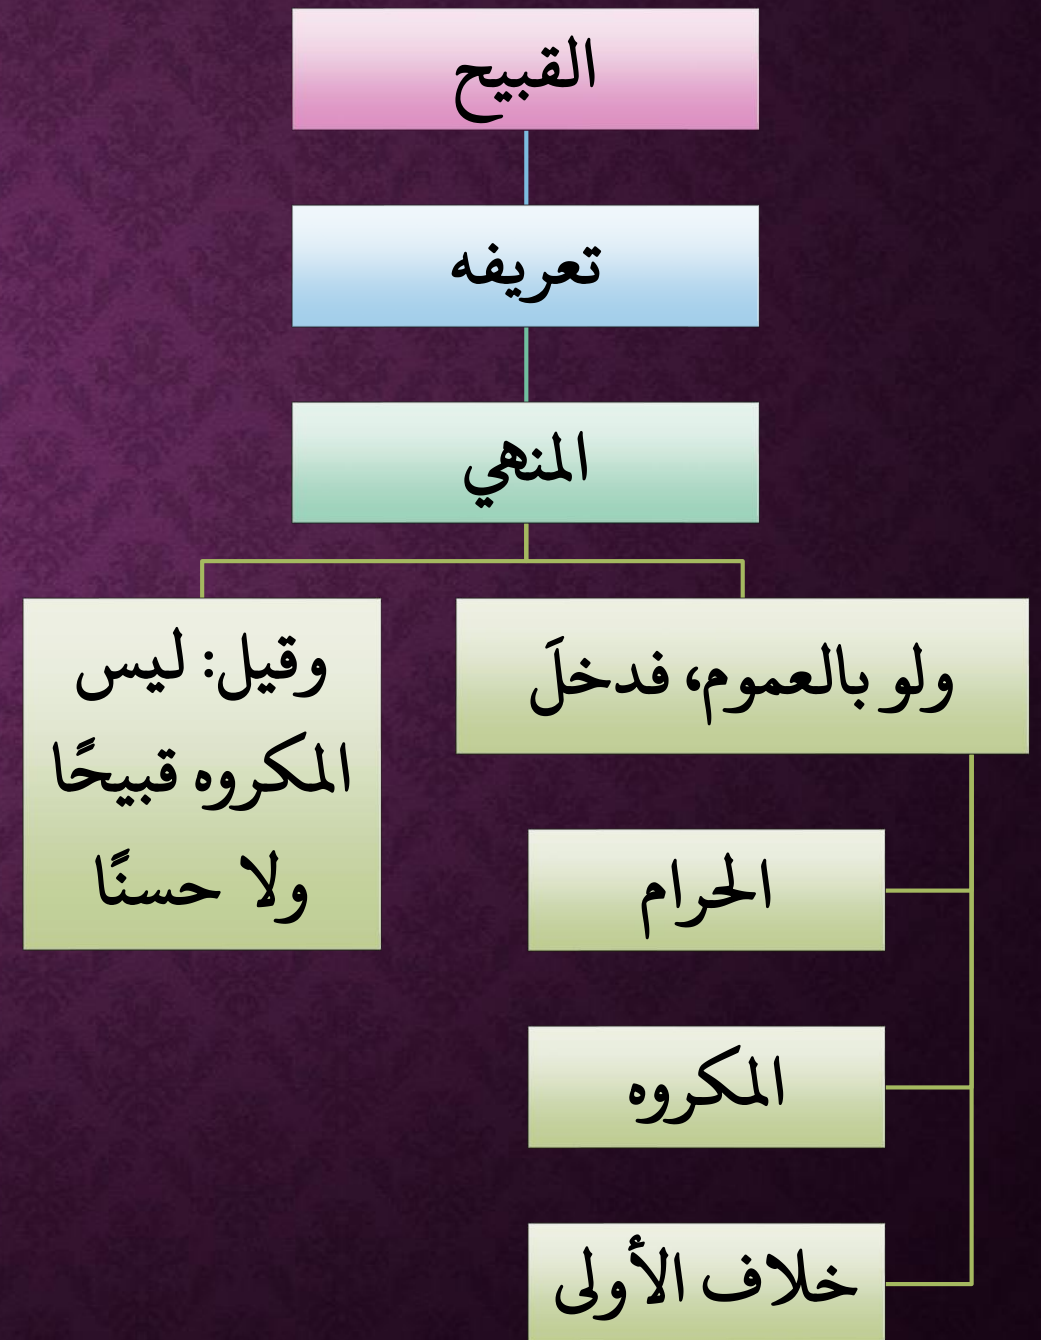 القبيح
تعريفه
المنهي
ولو بالعموم، فدخلَ
الحرام
المكروه
خلاف الأولى
وقيل: ليس
المكروه قبيحًا
ولا حسنًا